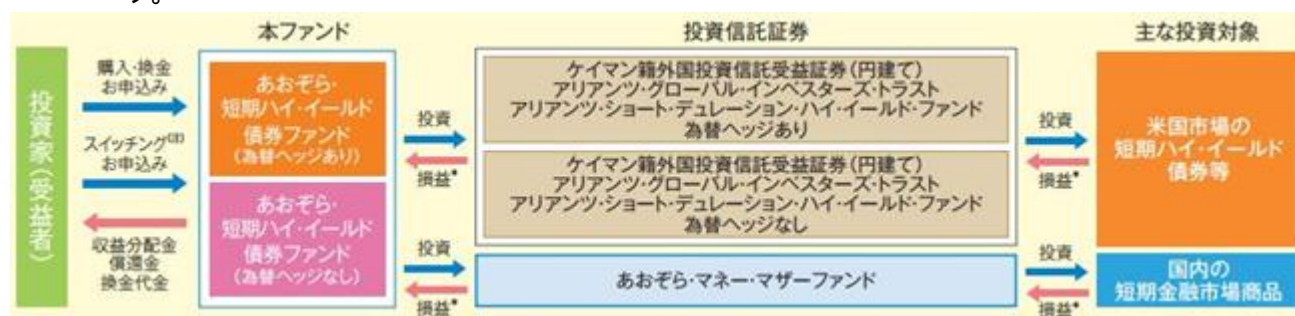 す。
本ファンド
投資信託証券
主な投資対象
投資家(受益者)
購入・換金
お申込み
スイッチング(注)
お申込み
収益分配金
償還金
換金代金
あおぞら・
短期ハイ・イールド
債券ファンド
(為替ヘッジあり)
あおぞら・
短期ハイ・イールド
債券ファンド
(為替ヘッジなし)
投資
損益*
投資
損益*
ケイマン籍外国投資信託受益証券(円建て)
アリアンツ・グローバル・インベスターズ・トラスト
アリアンツ・ショート・デュレーション・ハイ・イールド・ファンド
為替ヘッジあり
ケイマン籍外国投資信託受益証券(円建て)
アリアンツ・グローバル・インベスターズ・トラスト
アリアンツ・ショート・デュレーション・ハイ・イールド・ファンド
為替ヘッジなし
あおぞら・マネー・マザーファンド
投資
損益*
投資
損益*
米国市場の
短期ハイ・イールド
債券等
国内の
短期金融市場商品